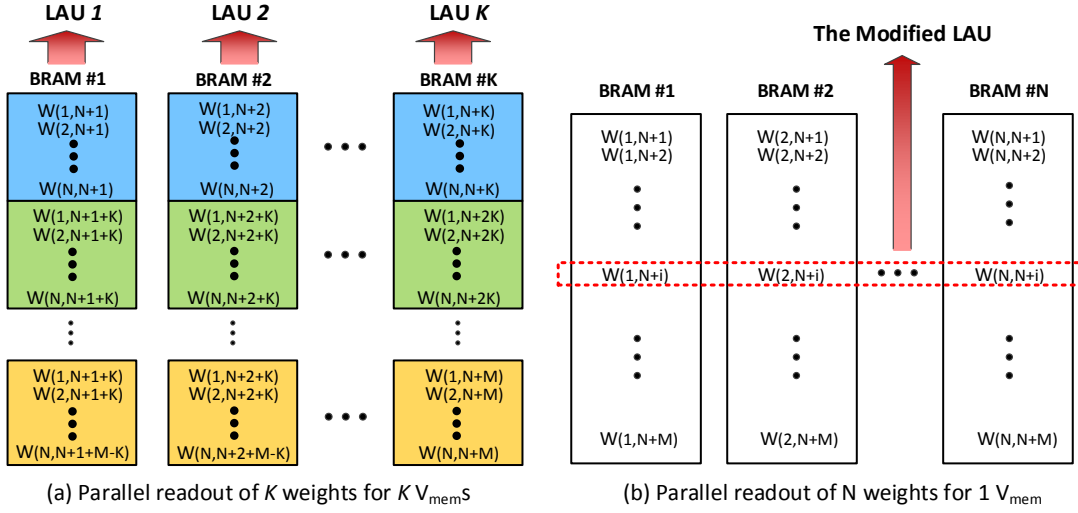 LAU 1
LAU 2
LAU K
BRAM #1
BRAM #2
BRAM #K
W(1,N+1)
W(2,N+1)
W(N,N+1)
W(1,N+2)
W(2,N+2)
W(N,N+2)
W(1,N+K)
W(2,N+K)
W(N,N+K)
W(1,N+1+K)
W(2,N+1+K)
W(N,N+1+K)
W(1,N+2+K)
W(2,N+2+K)
W(N,N+2+K)
W(1,N+2K)
W(2,N+2K)
W(N,N+2K)
W(1,N+1+K)
W(2,N+1+K)
W(N,N+1+M-K)
W(1,N+2+K)
W(2,N+2+K)
W(N,N+2+M-K)
W(1,N+M)
W(2,N+M)
W(N,N+M)
(a) Parallel readout of K weights for K Vmems
The Modified LAU
BRAM #1
BRAM #2
BRAM #N
W(1,N+1)
W(1,N+2)
W(1,N+i)
W(1,N+M)
W(2,N+1)
W(2,N+2)
W(2,N+i)
W(2,N+M)
W(N,N+1)
W(N,N+2)
W(N,N+i)
W(N,N+M)
(b) Parallel readout of N weights for 1 Vmem